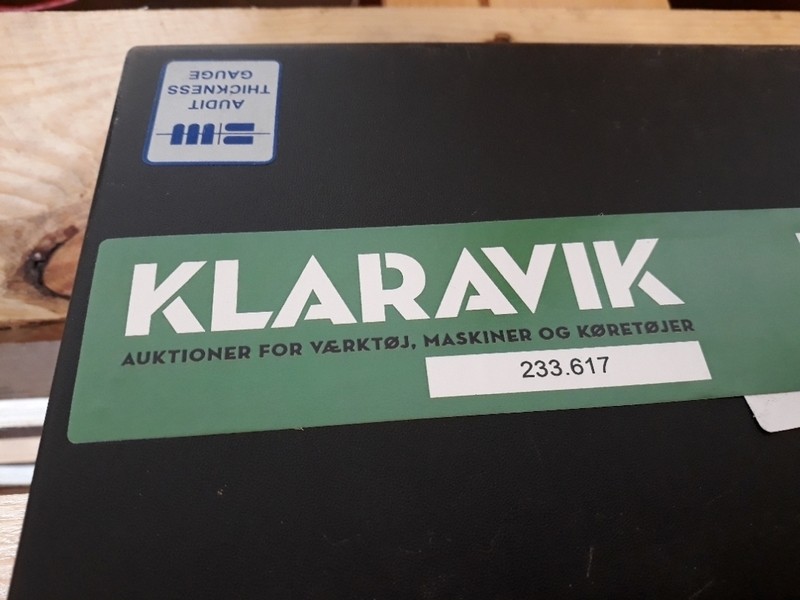 AUDIT
THICKNESS
GAUGE
KLARAVIK
AUKTIONER FOR VÆRKTØJ, MASKINER OG KØRETØJER
233.617